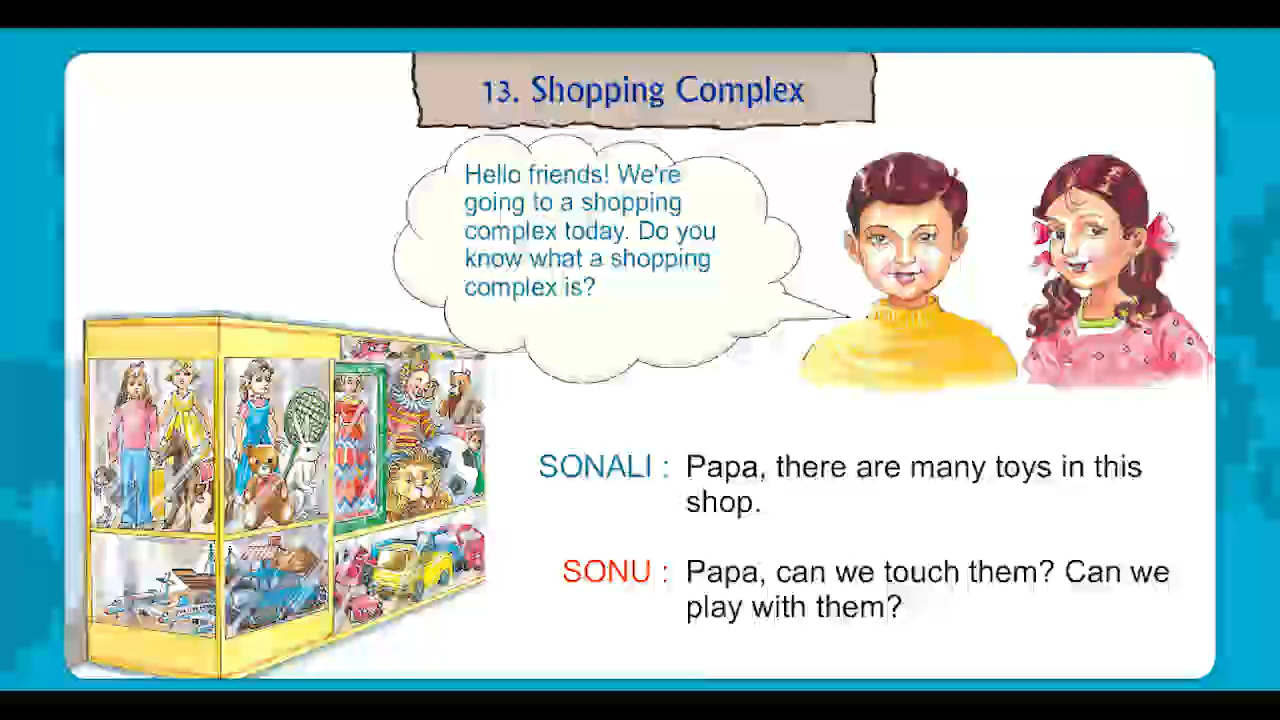 13. Shopping Complex
Hello friends! We're
going to a shopping
complex today. Do you
know what a shopping
complex is?
SONALI : Papa, there are many toys in this
shop.
SONU : Papa, can we touch them? Can we
play with them?